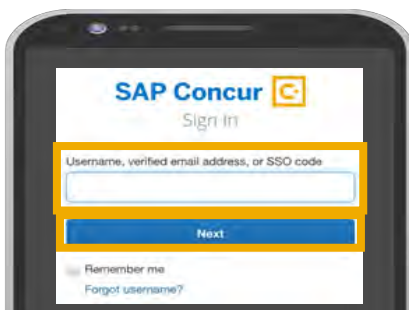 SAP Concur
Sign In
Username, verified email address, or SSO code
Next
Remember me
Forgot username?